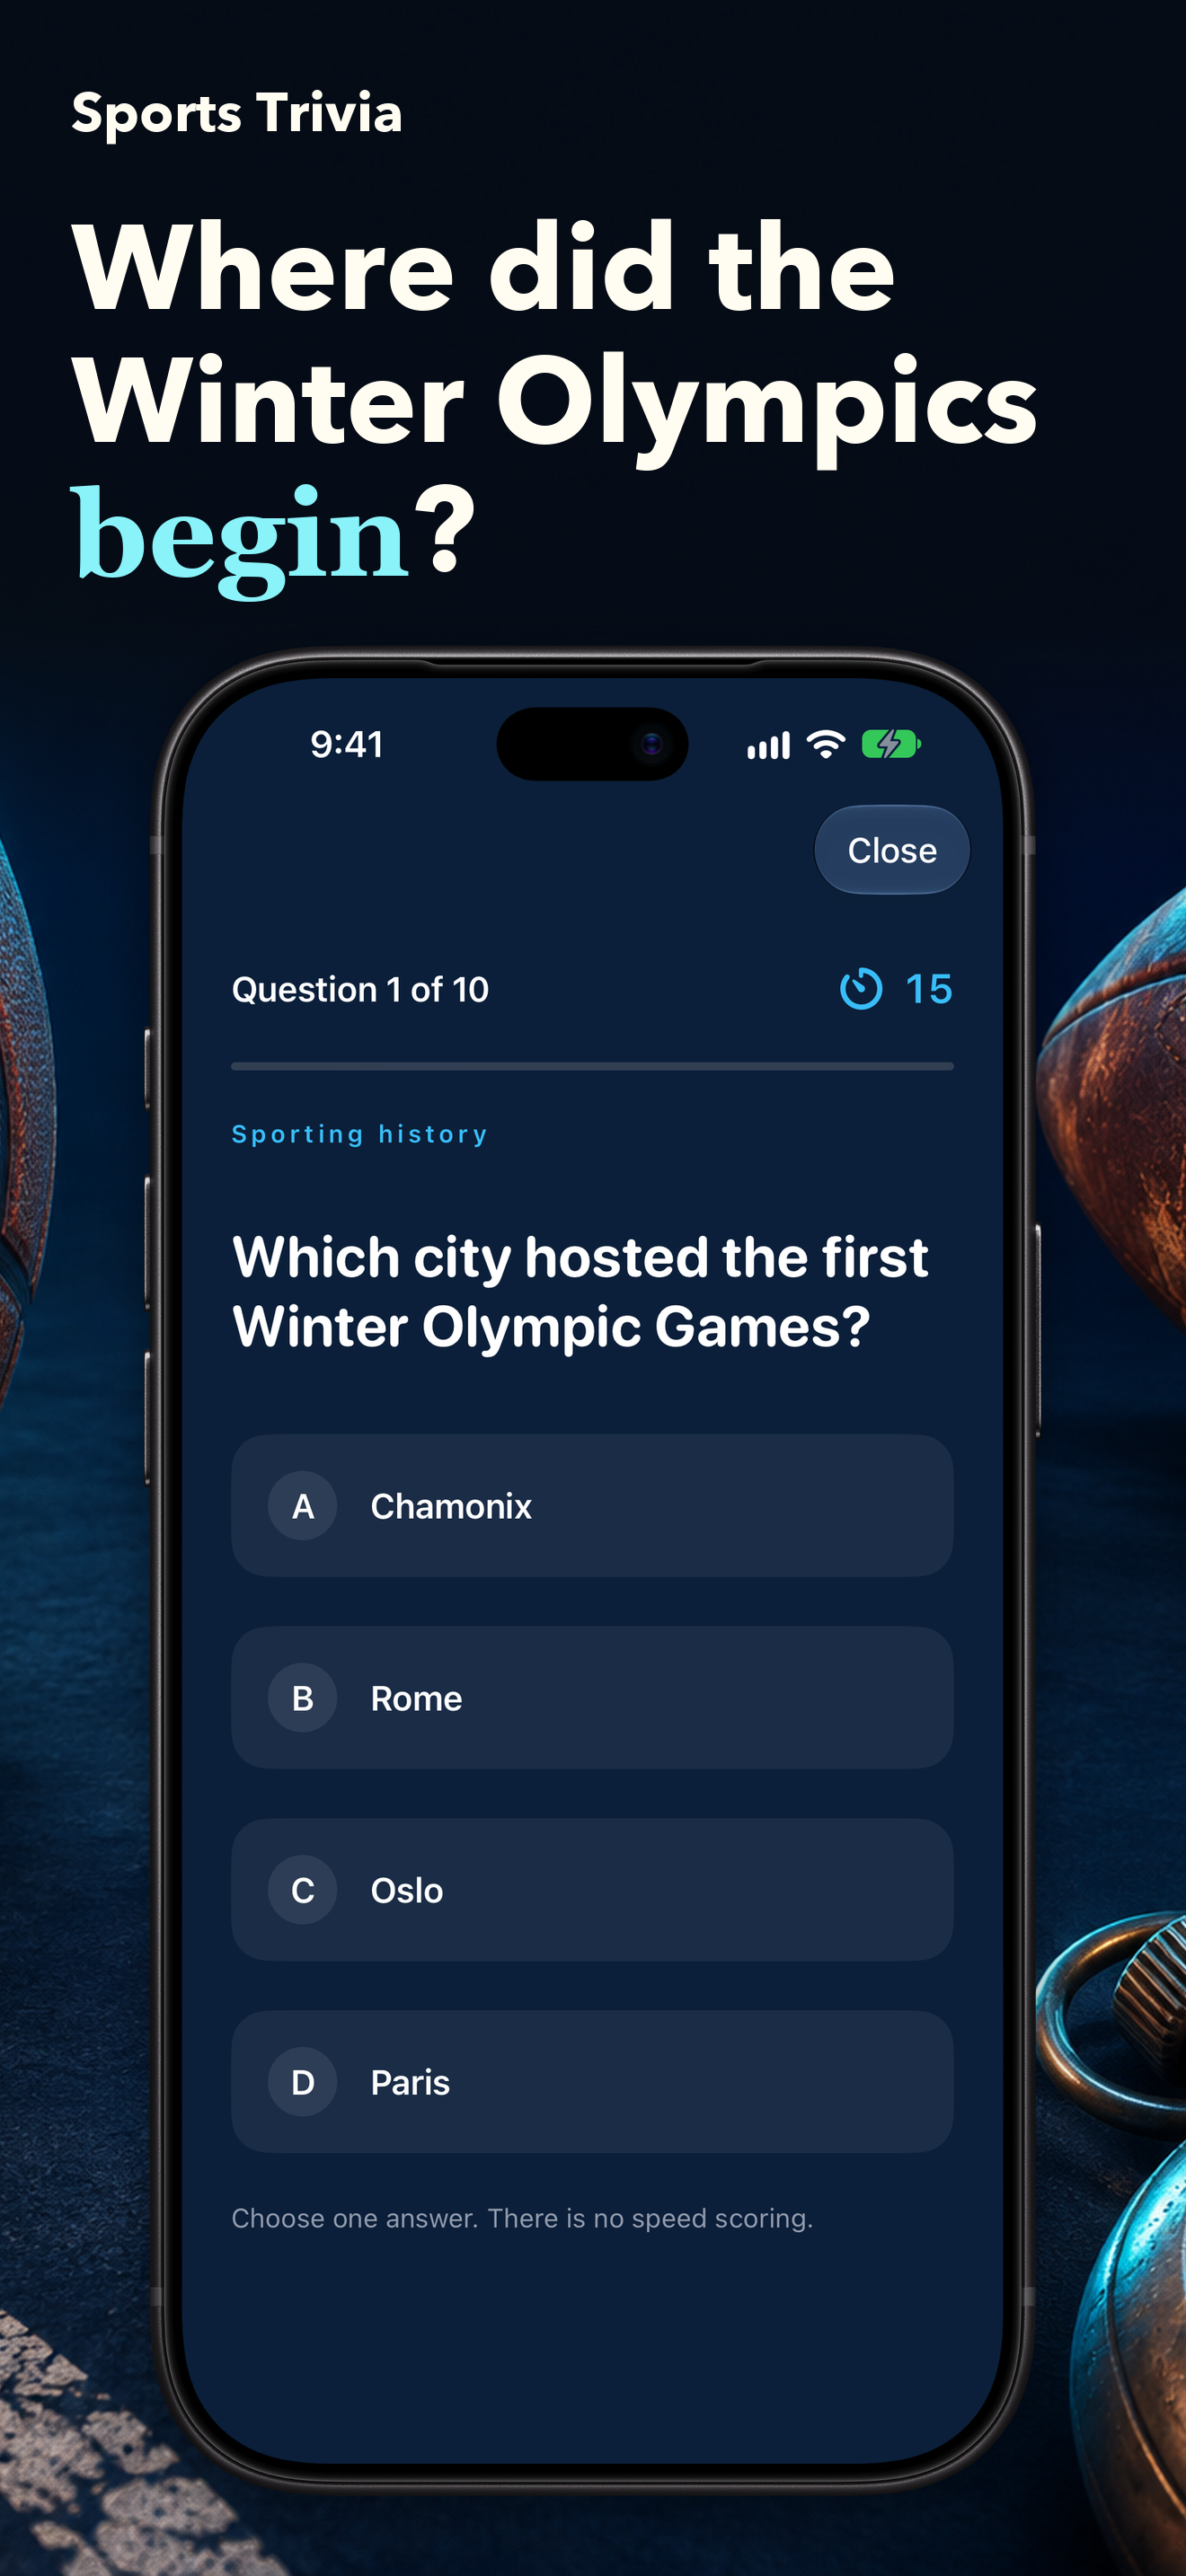 Sports Trivia
Where did the
Winter Olympics
begin?
9:41
Close
Question 1 of 10
15
Sporting history
Which city hosted the first
Winter Olympic Games?
A Chamonix
B Rome
C Oslo
D Paris
Choose one answer. There is no speed scoring.